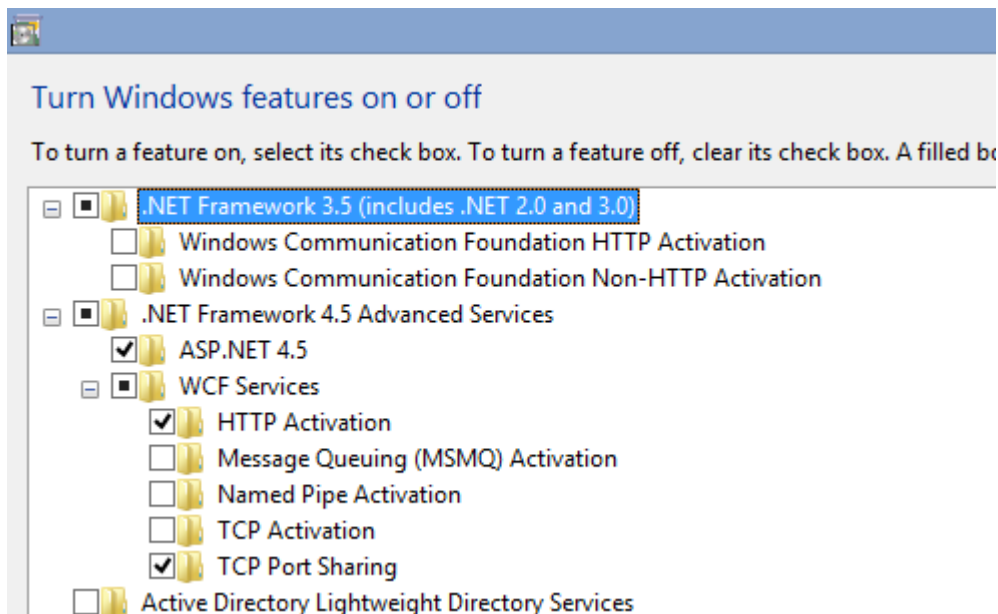 Turn Windows features on or off
To turn a feature on, select its check box. To turn a feature off, clear its check box. A filled
.NET Framework 3.5 (includes .NET 2.0 and 3.0)
Windows Communication Foundation HTTP Activation
Windows Communication Foundation Non-HTTP Activation
.NET Framework 4.5 Advanced Services
ASP.NET 4.5
WCF Services
HTTP Activation
Message Queuing (MSMQ) Activation
Named Pipe Activation
TCP Activation
TCP Port Sharing
Active Directory Lightweight Directory Services